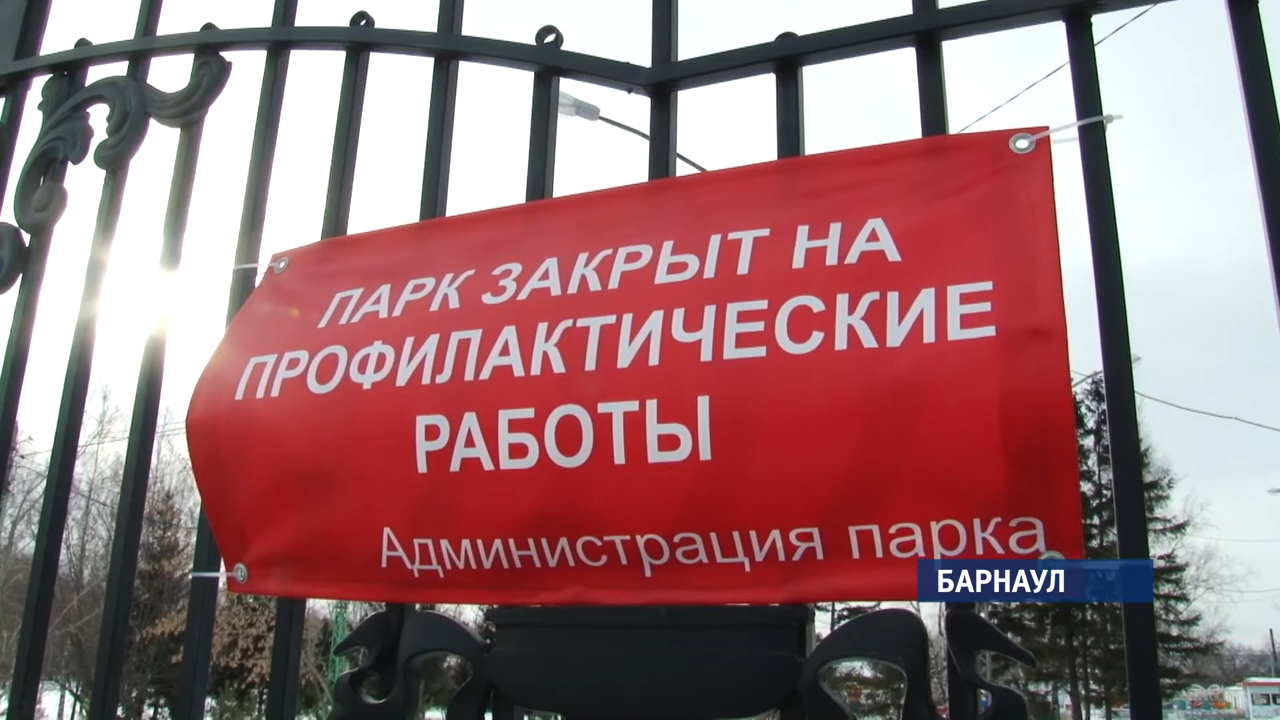 ПАРК ЗАКРЫТ НА
ПРОФИЛАКТИЧЕСКИЕ
РАБОТЫ
Администрация парка
БАРНАУЛ